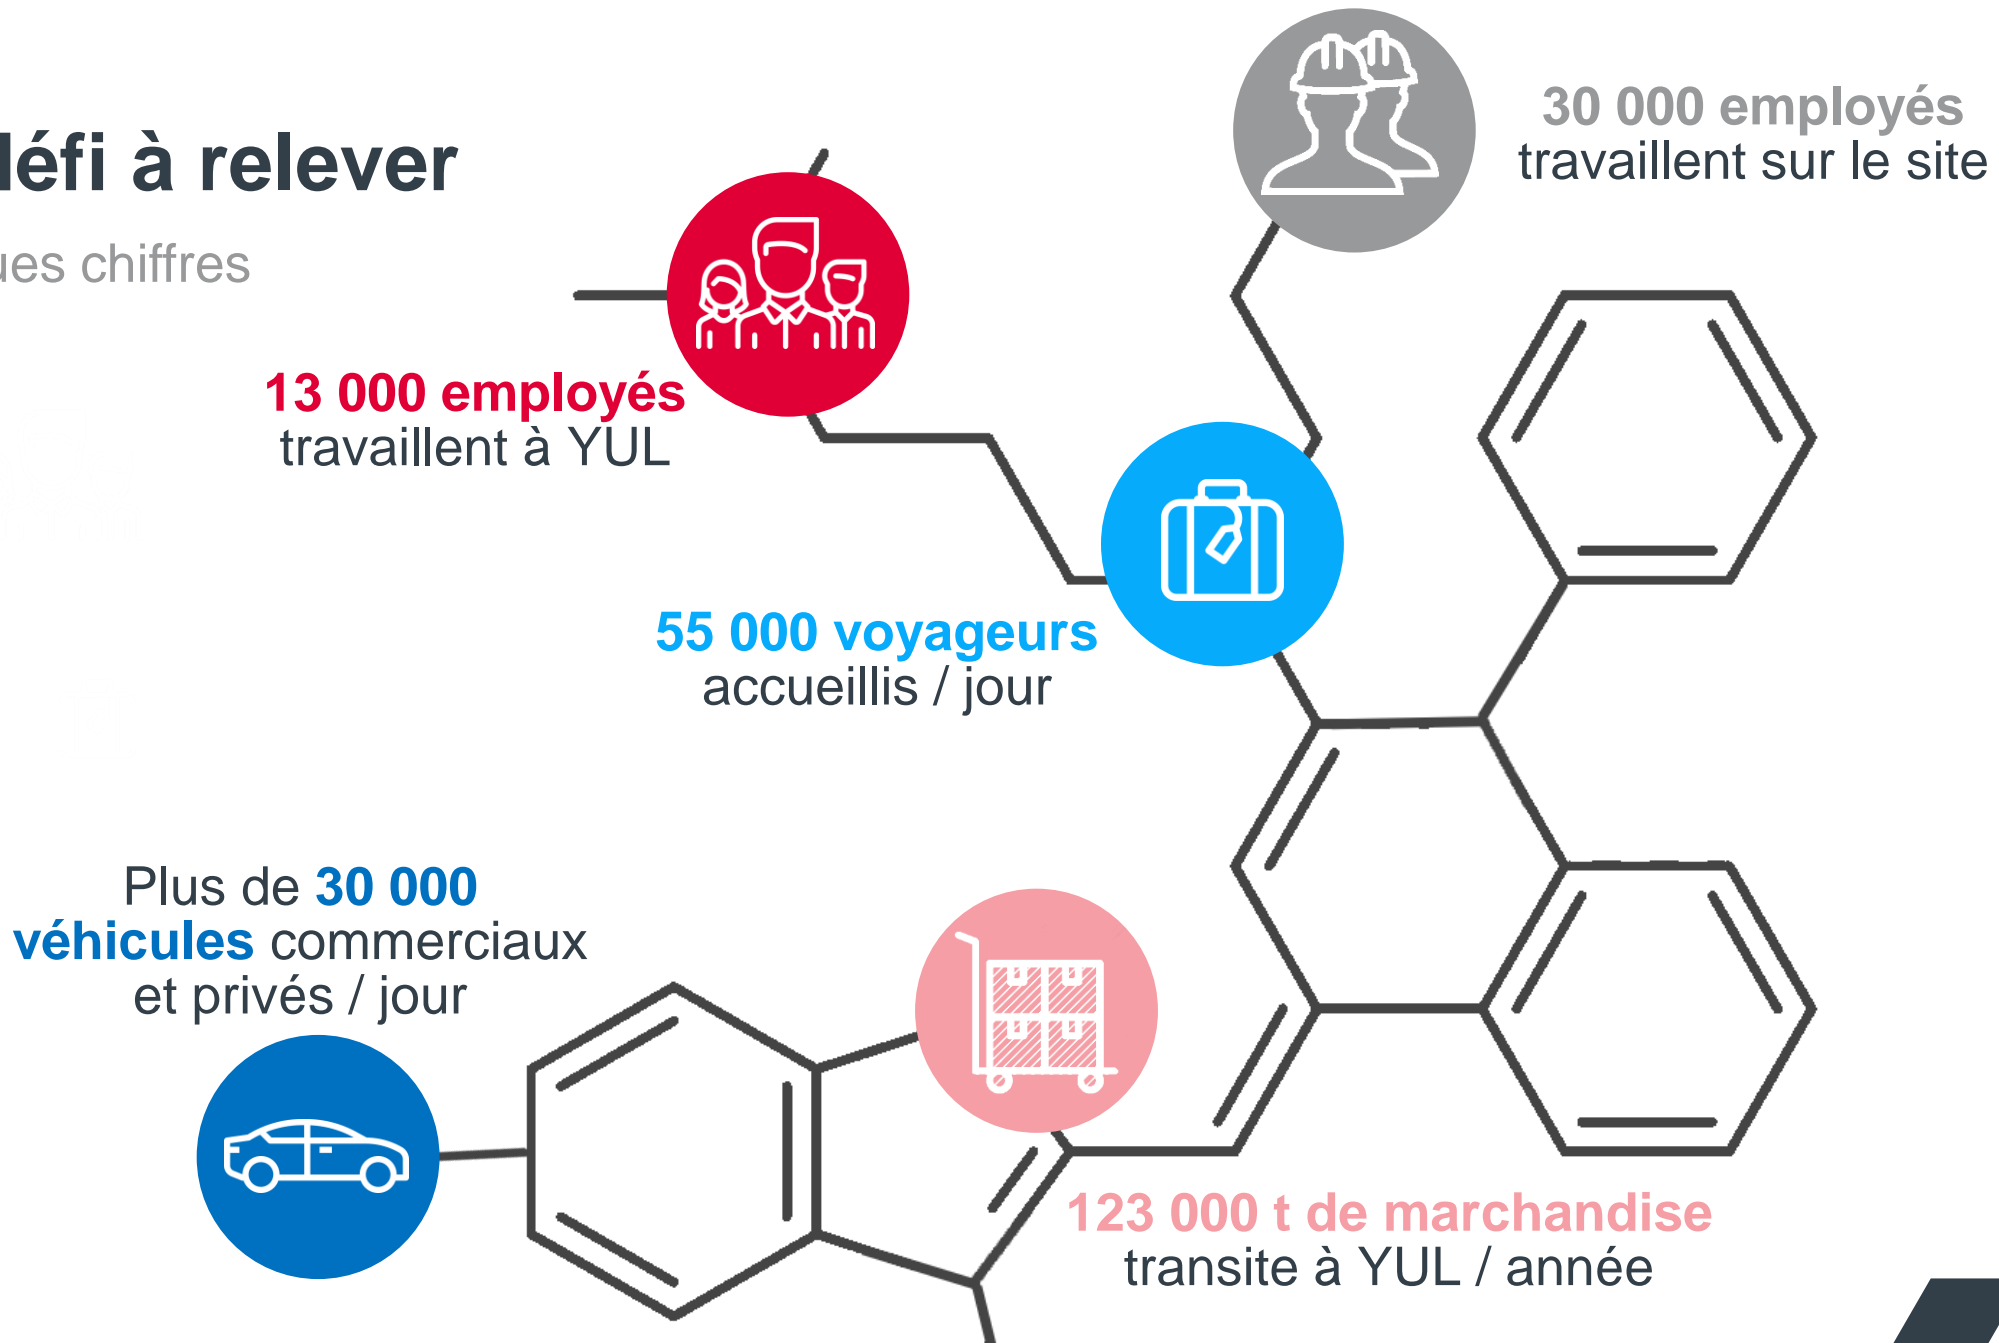 léfi à relever
ues chiffres
30 000 employés
travaillent sur le site
13 000 employés
travaillent à YUL
55 000 voyageurs
accueillis / jour
Plus de 30 000
véhicules commerciaux
et privés / jour
123 000 t de marchandise
transite à YUL / année